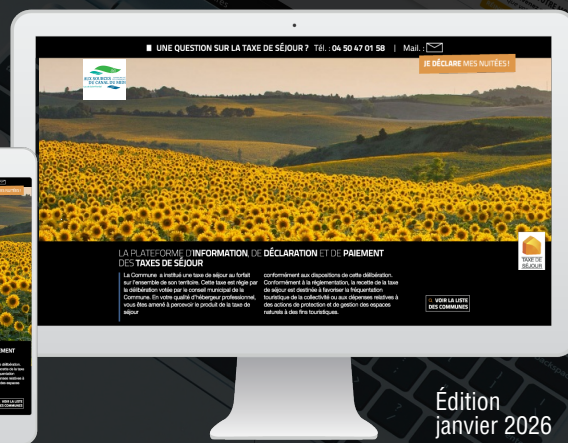 UNE QUESTION SUR LA TAXE DE SÉJOUR ? Tél. : 04 50 47 01 58 | Mail. :
JE DÉCLARE MES NUITÉES !
AUX SOURCES
DU CANAL DU MIDI
LA PLATEFORME D'INFORMATION, DE DÉCLARATION ET DE PAIEMENT
DES TAXES DE SÉJOUR
La Commune a institué une taxe de séjour au forfait
sur l'ensemble de son territoire. Cette taxe est régie par
la délibération votée par le conseil municipal de la
Commune. En votre qualité d'hébergeur professionnel,
vous êtes amené à percevoir le produit de la taxe de
séjour
conformément aux dispositions de cette délibération.
Conformément à la réglementation, la recette de la taxe
de séjour est destinée à favoriser la fréquentation
touristique de la collectivité ou aux dépenses relatives à
des actions de protection et de gestion des espaces
naturels à des fins touristiques.
TAXE DE
SÉJOUR
VOIR LA LISTE
DES COMMUNES
MENT
VOIR LA LISTE
DES COMMUNES
Édition
janvier 2026